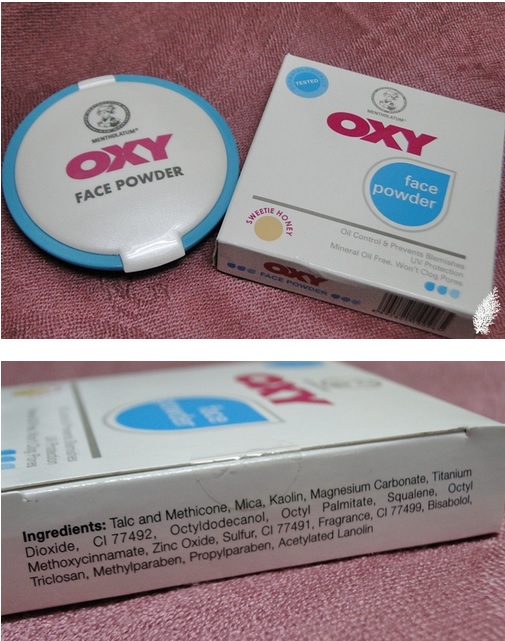 MENTHOLATUM
OXY
FACE POWDER
TESTED
MENTHOLATUM
OXY
face
powder
SWEETIE HONEY
Oil Control & Prevents Blemishes
UV Protection
Mineral Oil Free, Won't Clog Pores
OXY
FACE POWDER
OXY
face
powder
Ingredients: Talc and Methicone, Mica, Kaolin, Magnesium Carbonate, Titanium
Dioxide, CI 77492, Octyldodecanol, Octyl Palmitate, Squalene, Octyl
Methoxycinnamate, Zinc Oxide, Sulfur, CI 77491, Fragrance, CI 77499, Bisabolol,
Triclosan, Methylparaben, Propylparaben, Acetylated Lanolin